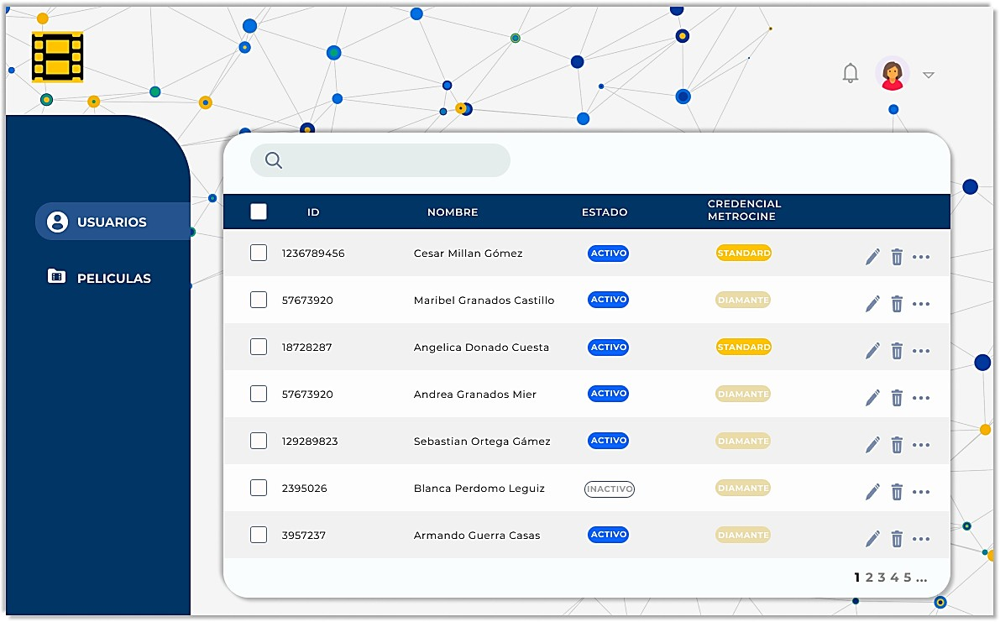 USUARIOS
PELICULAS
ID NOMBRE ESTADO CREDENCIAL METROCINE
1236789456 Cesar Millan Gómez ACTIVO STANDARD
57673920 Maribel Granados Castillo ACTIVO DIAMANTE
18728287 Angelica Donado Cuesta ACTIVO STANDARD
57673920 Andrea Granados Mier ACTIVO DIAMANTE
129289823 Sebastian Ortega Gámez ACTIVO DIAMANTE
2395026 Blanca Perdomo Leguiz INACTIVO DIAMANTE
3957237 Armando Guerra Casas ACTIVO DIAMANTE
1 2 3 4 5 ...